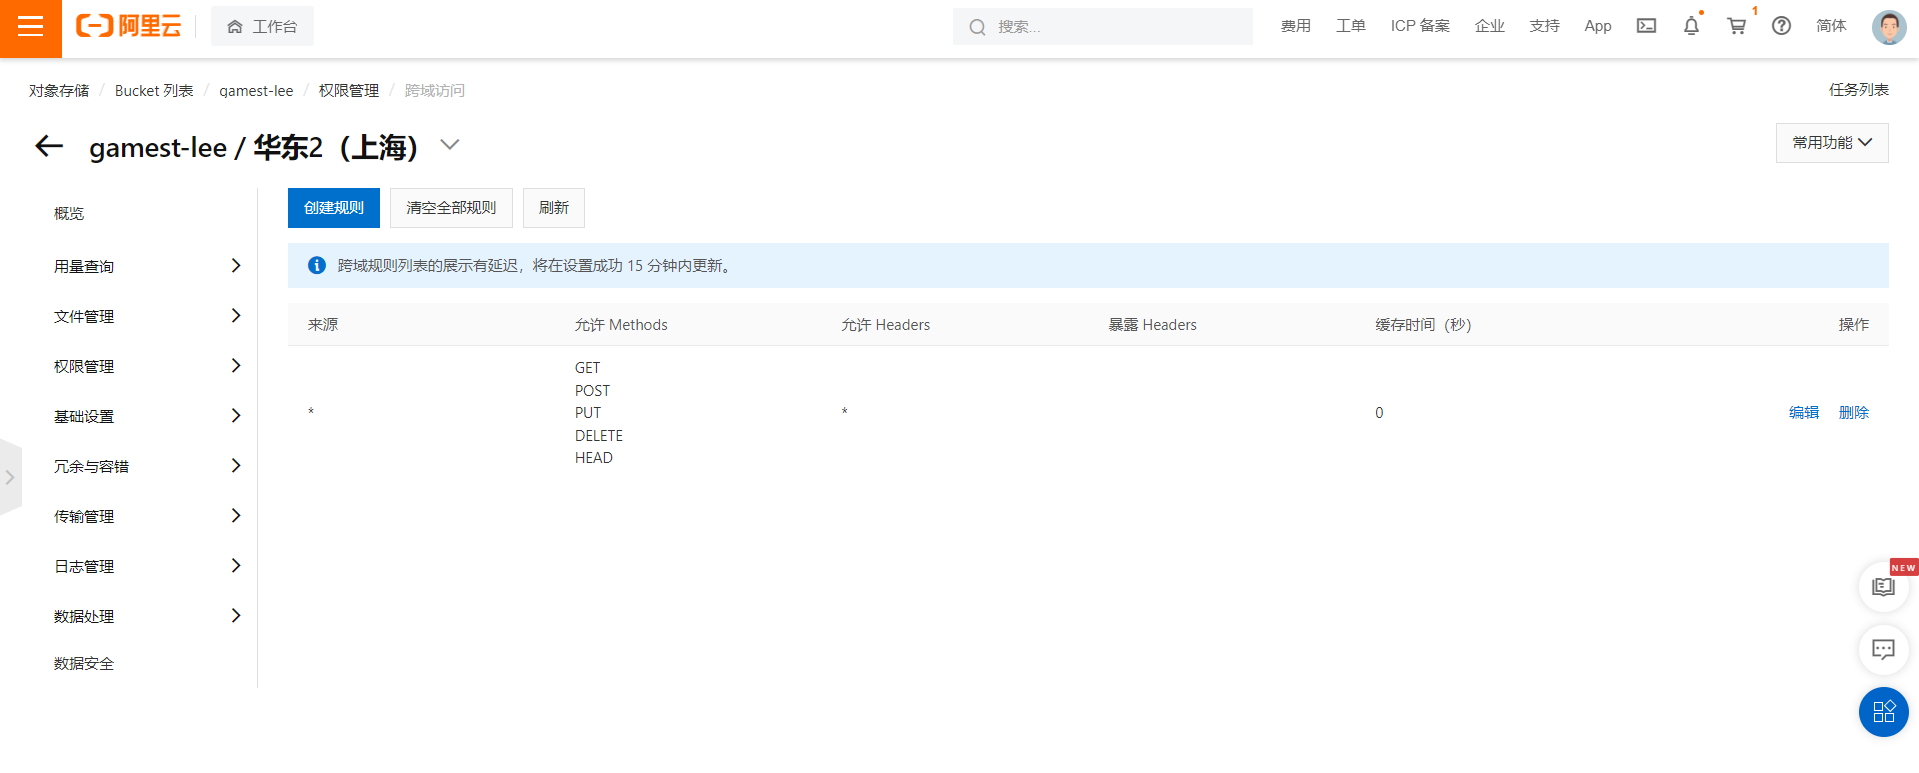 阿里云
工作台
搜索...
费用
工单
ICP 备案
企业
支持
App
1
简体
对象存储 / Bucket 列表 / gamest-lee / 权限管理 / 跨域访问
任务列表
gamest-lee / 华东2（上海）
常用功能
概览
用量查询
文件管理
权限管理
基础设置
冗余与容错
传输管理
日志管理
数据处理
数据安全
创建规则
清空全部规则
刷新
跨域规则列表的展示有延迟，将在设置成功 15 分钟内更新。
来源
允许 Methods
允许 Headers
暴露 Headers
缓存时间（秒）
操作
*
GET
POST
PUT
DELETE
HEAD
*
0
编辑
删除
NEW